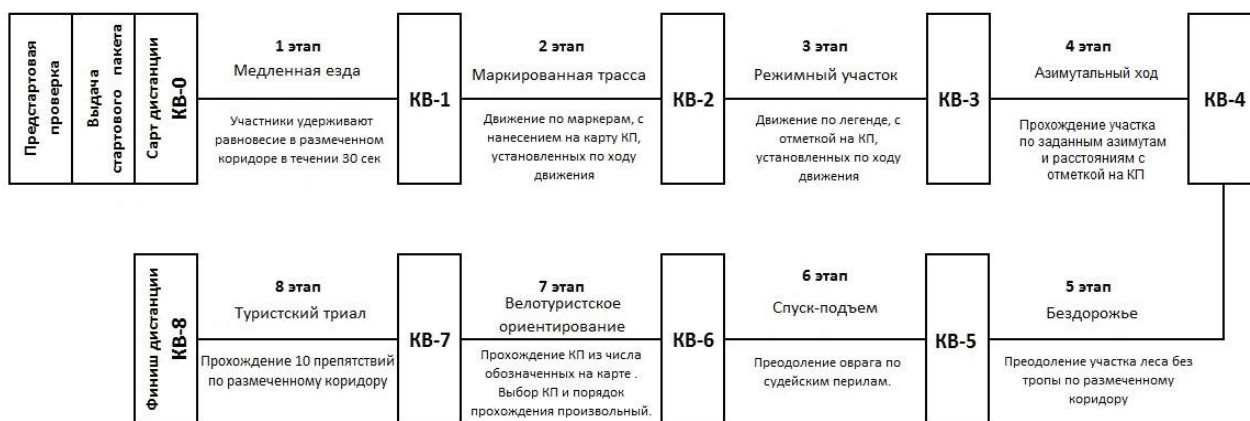 Предстартовая
проверка
Выдача
стартового пакета
Сарт дистанции
КВ-0
1 этап
Медленная езда
Участники удерживают
равновесие в размеченном
коридоре в течении 30 сек
КВ-1
2 этап
Маркированная трасса
Движение по маркерам, с
нанесением на карту КП,
установленных по ходу
движения
КВ-2
3 этап
Режимный участок
Движение по легенде, с
отметкой на КП,
установленных по ходу
движения
КВ-3
4 этап
Азимутальный ход
Прохождение участка
по заданным азимутам
и расстояниям с
отметкой на КП
КВ-4
5 этап
Бездорожье
Преодоление участка леса без
тропы по размеченному
коридору
КВ-5
6 этап
Спуск-подъем
Преодоление оврага по
судейским перилам.
КВ-6
7 этап
Велотуристское
ориентирование
Прохождение КП из числа
обозначенных на карте .
Выбор КП и порядок
прохождения произвольный.
КВ-7
8 этап
Туристский триал
Прохождение 10 препятствий
по размеченному коридору
Финиш дистанции
КВ-8